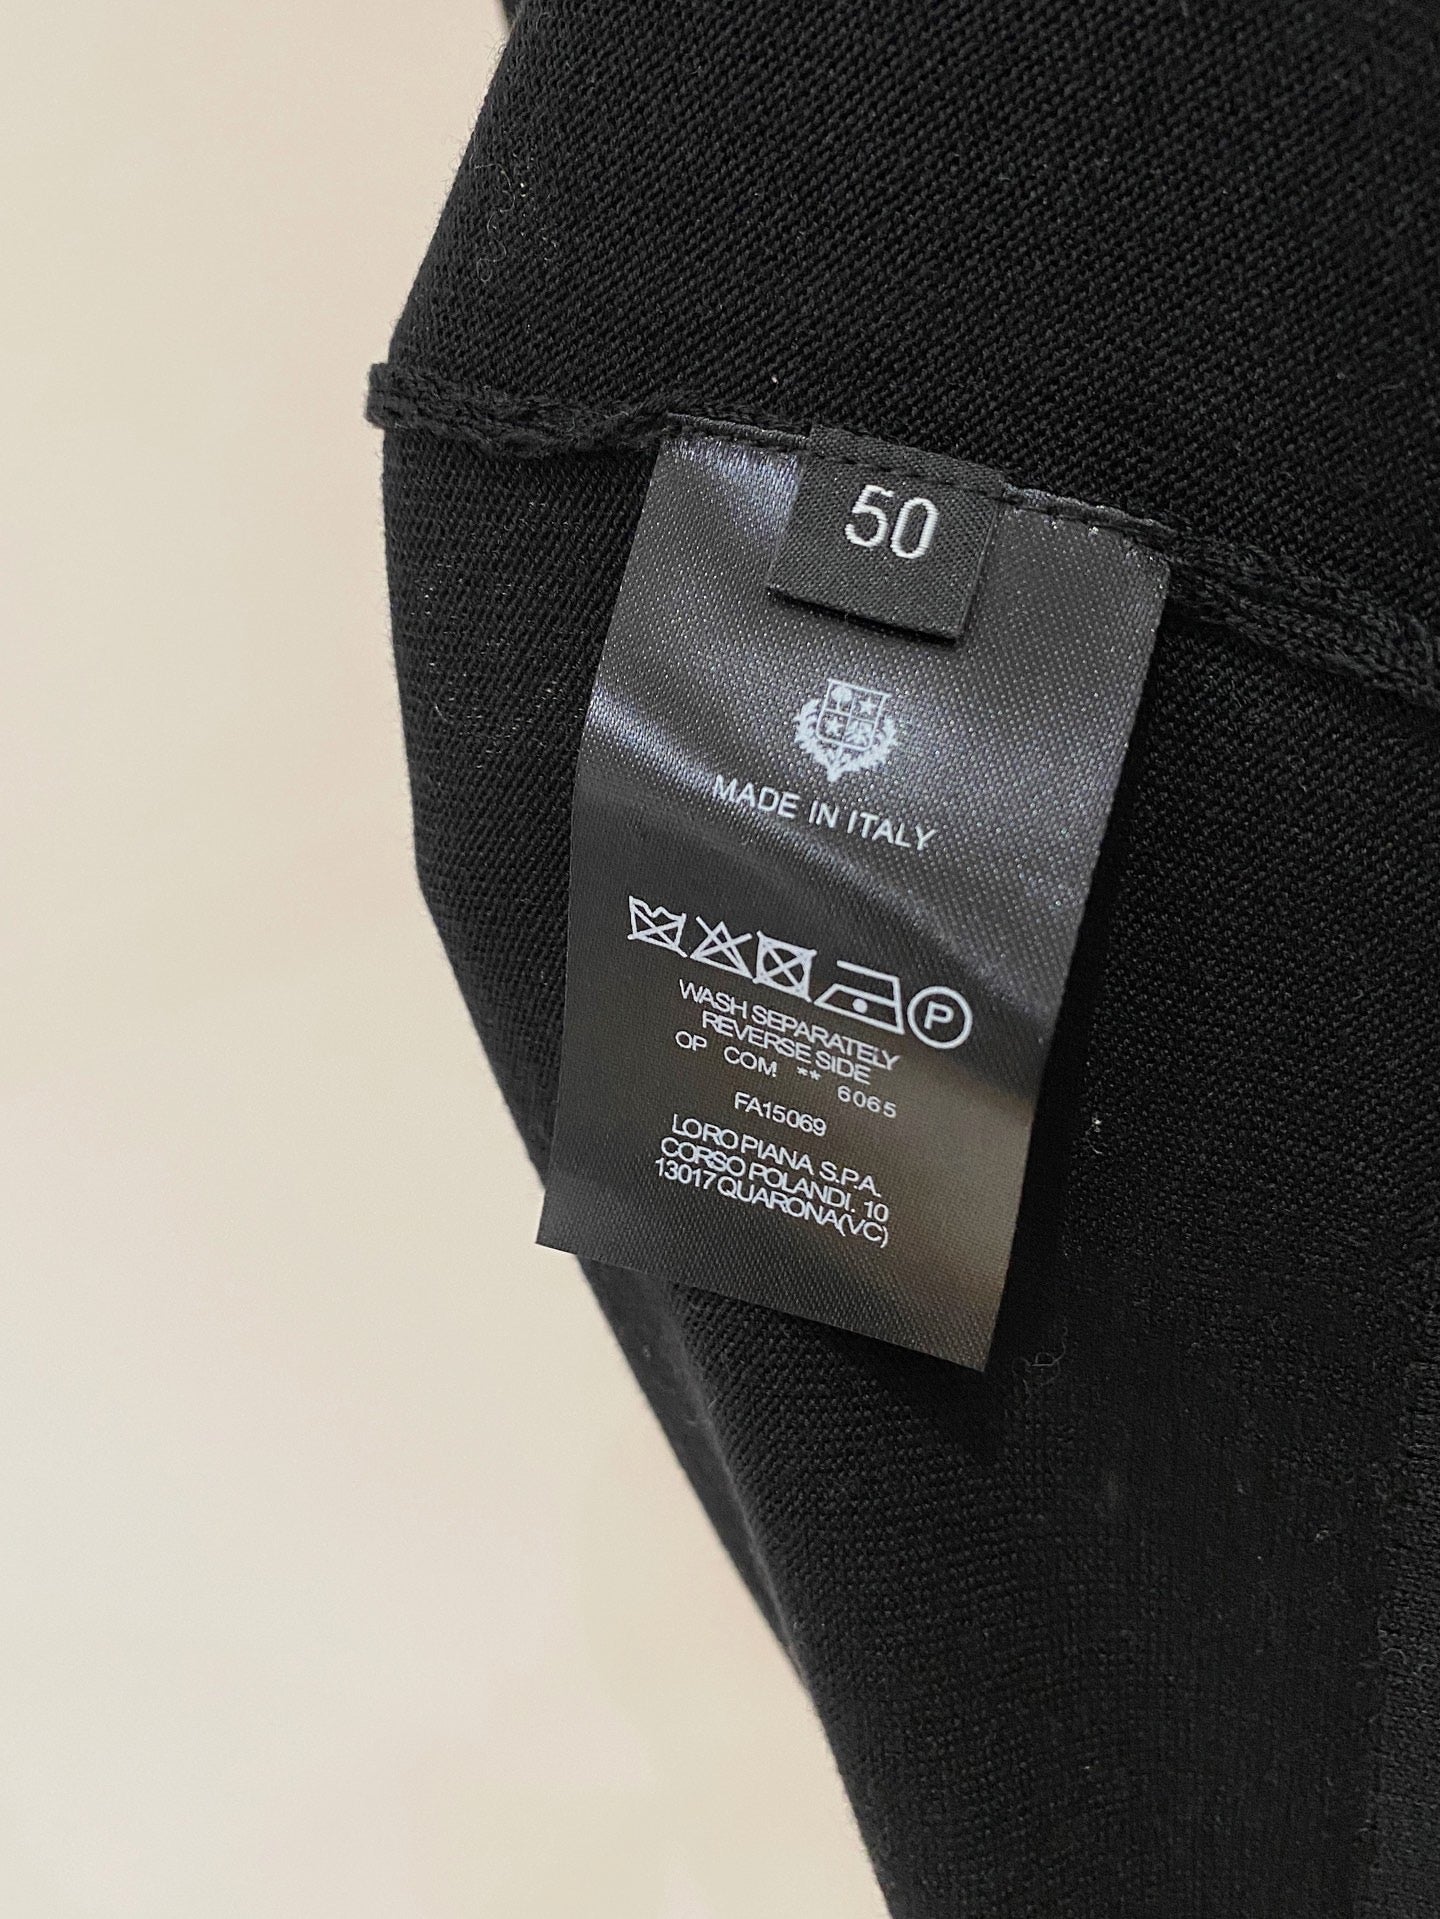 50
MADE IN ITALY
P
WASH SEPARATELY
REVERSE SIDE
OP COM ** 6065
FA15069
LORO PIANA S.P.A.
CORSO POLANDI. 10
13017 QUARONA(VC)